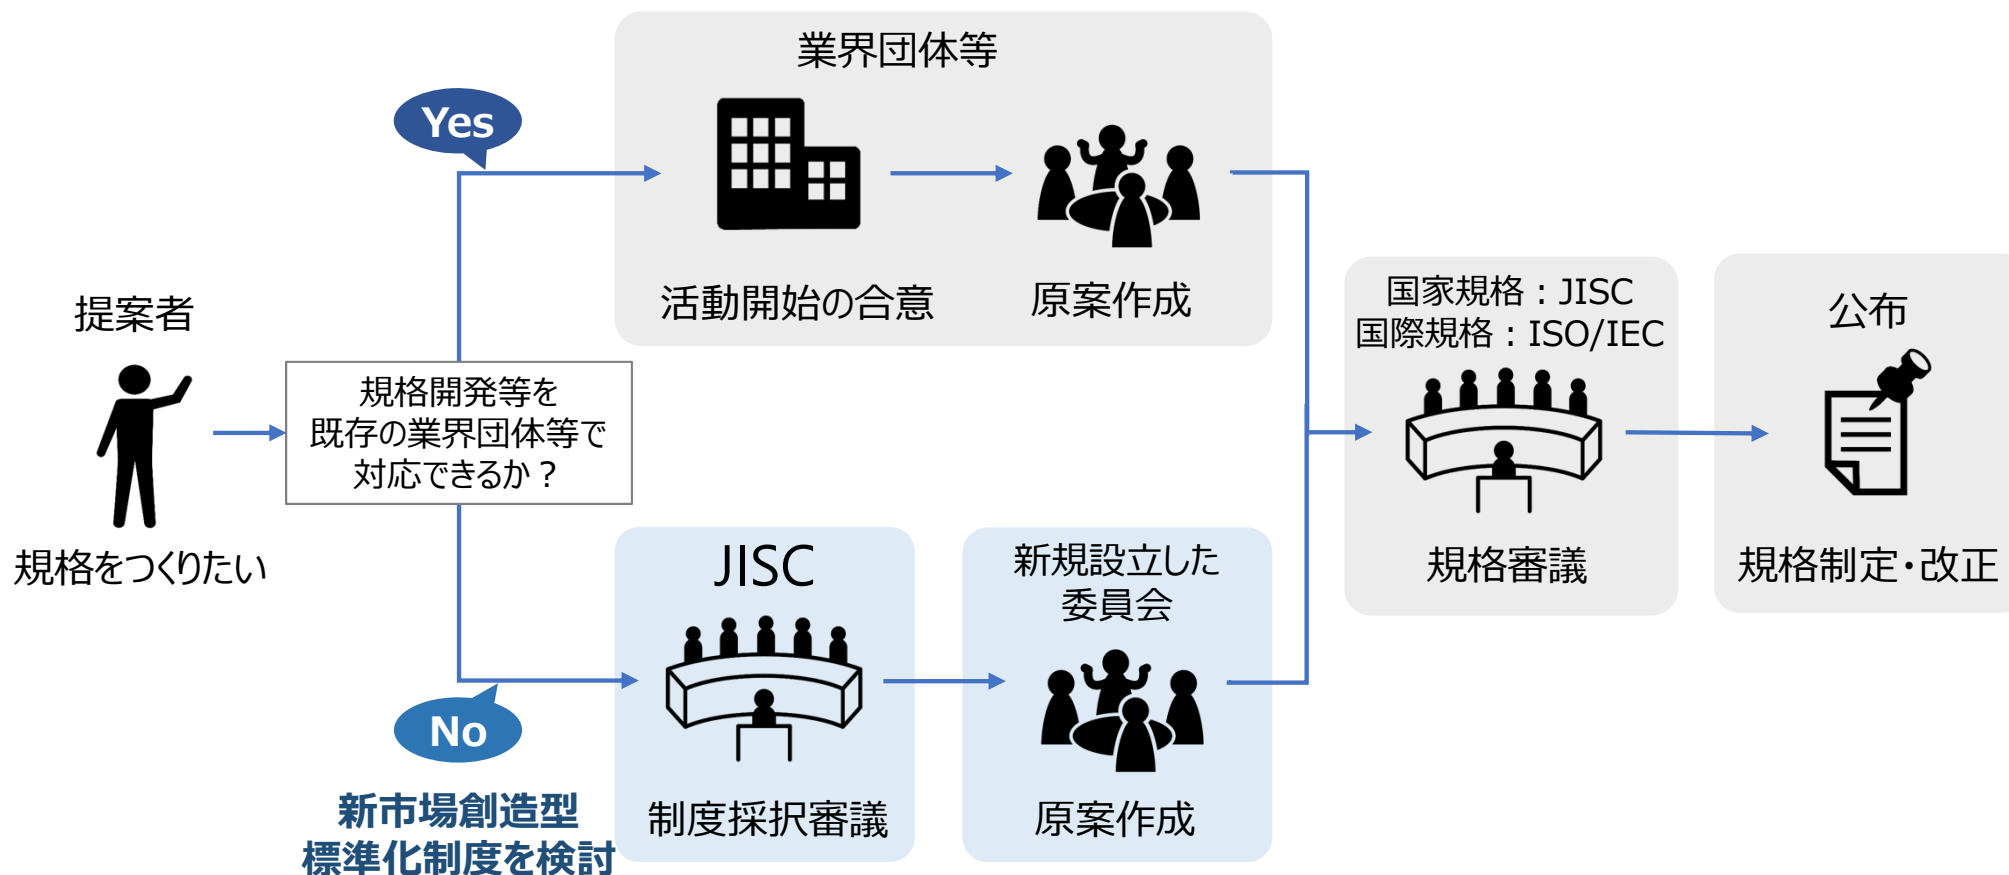 業界団体等
Yes
活動開始の合意
原案作成
提案者
規格をつくりたい
規格開発等を
既存の業界団体等で
対応できるか？
No
新市場創造型
標準化制度を検討
JISC
制度採択審議
新規設立した
委員会
原案作成
国家規格：JISC
国際規格：ISO/IEC
規格審議
公布
規格制定・改正